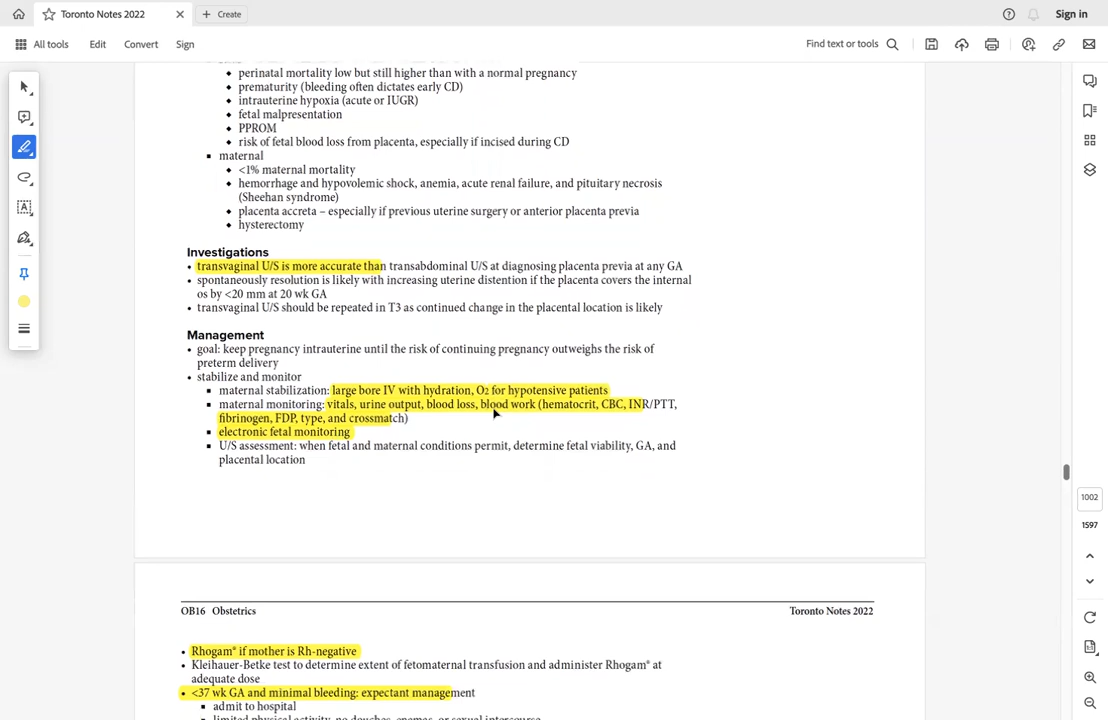 Toronto Notes 2022
Create
Sign in
All tools
Edit
Convert
Sign
Find text or tools
◆ perinatal mortality low but still higher than with a normal pregnancy
◆ prematurity (bleeding often dictates early CD)
◆ intrauterine hypoxia (acute or IUGR)
◆ fetal malpresentation
◆ PPROM
◆ risk of fetal blood loss from placenta, especially if incised during CD
▪ maternal
◆ <1% maternal mortality
◆ hemorrhage and hypovolemic shock, anemia, acute renal failure, and pituitary necrosis
(Sheehan syndrome)
◆ placenta accreta – especially if previous uterine surgery or anterior placenta previa
◆ hysterectomy
Investigations
• transvaginal U/S is more accurate than transabdominal U/S at diagnosing placenta previa at any GA
• spontaneously resolution is likely with increasing uterine distention if the placenta covers the internal
os by <20 mm at 20 wk GA
• transvaginal U/S should be repeated in T3 as continued change in the placental location is likely
Management
• goal: keep pregnancy intrauterine until the risk of continuing pregnancy outweighs the risk of
preterm delivery
• stabilize and monitor
▪ maternal stabilization: large bore IV with hydration, O2 for hypotensive patients
▪ maternal monitoring: vitals, urine output, blood loss, blood work (hematocrit, CBC, INR/PTT,
fibrinogen, FDP, type, and crossmatch)
▪ electronic fetal monitoring
▪ U/S assessment: when fetal and maternal conditions permit, determine fetal viability, GA, and
placental location
1002
1597
OB16 Obstetrics
Toronto Notes 2022
• Rhogam® if mother is Rh-negative
• Kleihauer-Betke test to determine extent of fetomaternal transfusion and administer Rhogam® at
adequate dose
• <37 wk GA and minimal bleeding: expectant management
▪ admit to hospital
▪ limited physical activity, no douches, enemas, or sexual intercourse